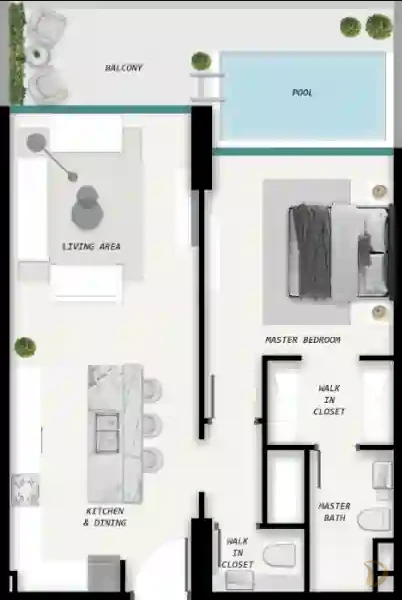 BALCONY
POOL
LIVING AREA
MASTER BEDROOM
WALK
IN
CLOSET
KITCHEN
& DINING
MASTER
BATH
WALK
IN
CLOSET